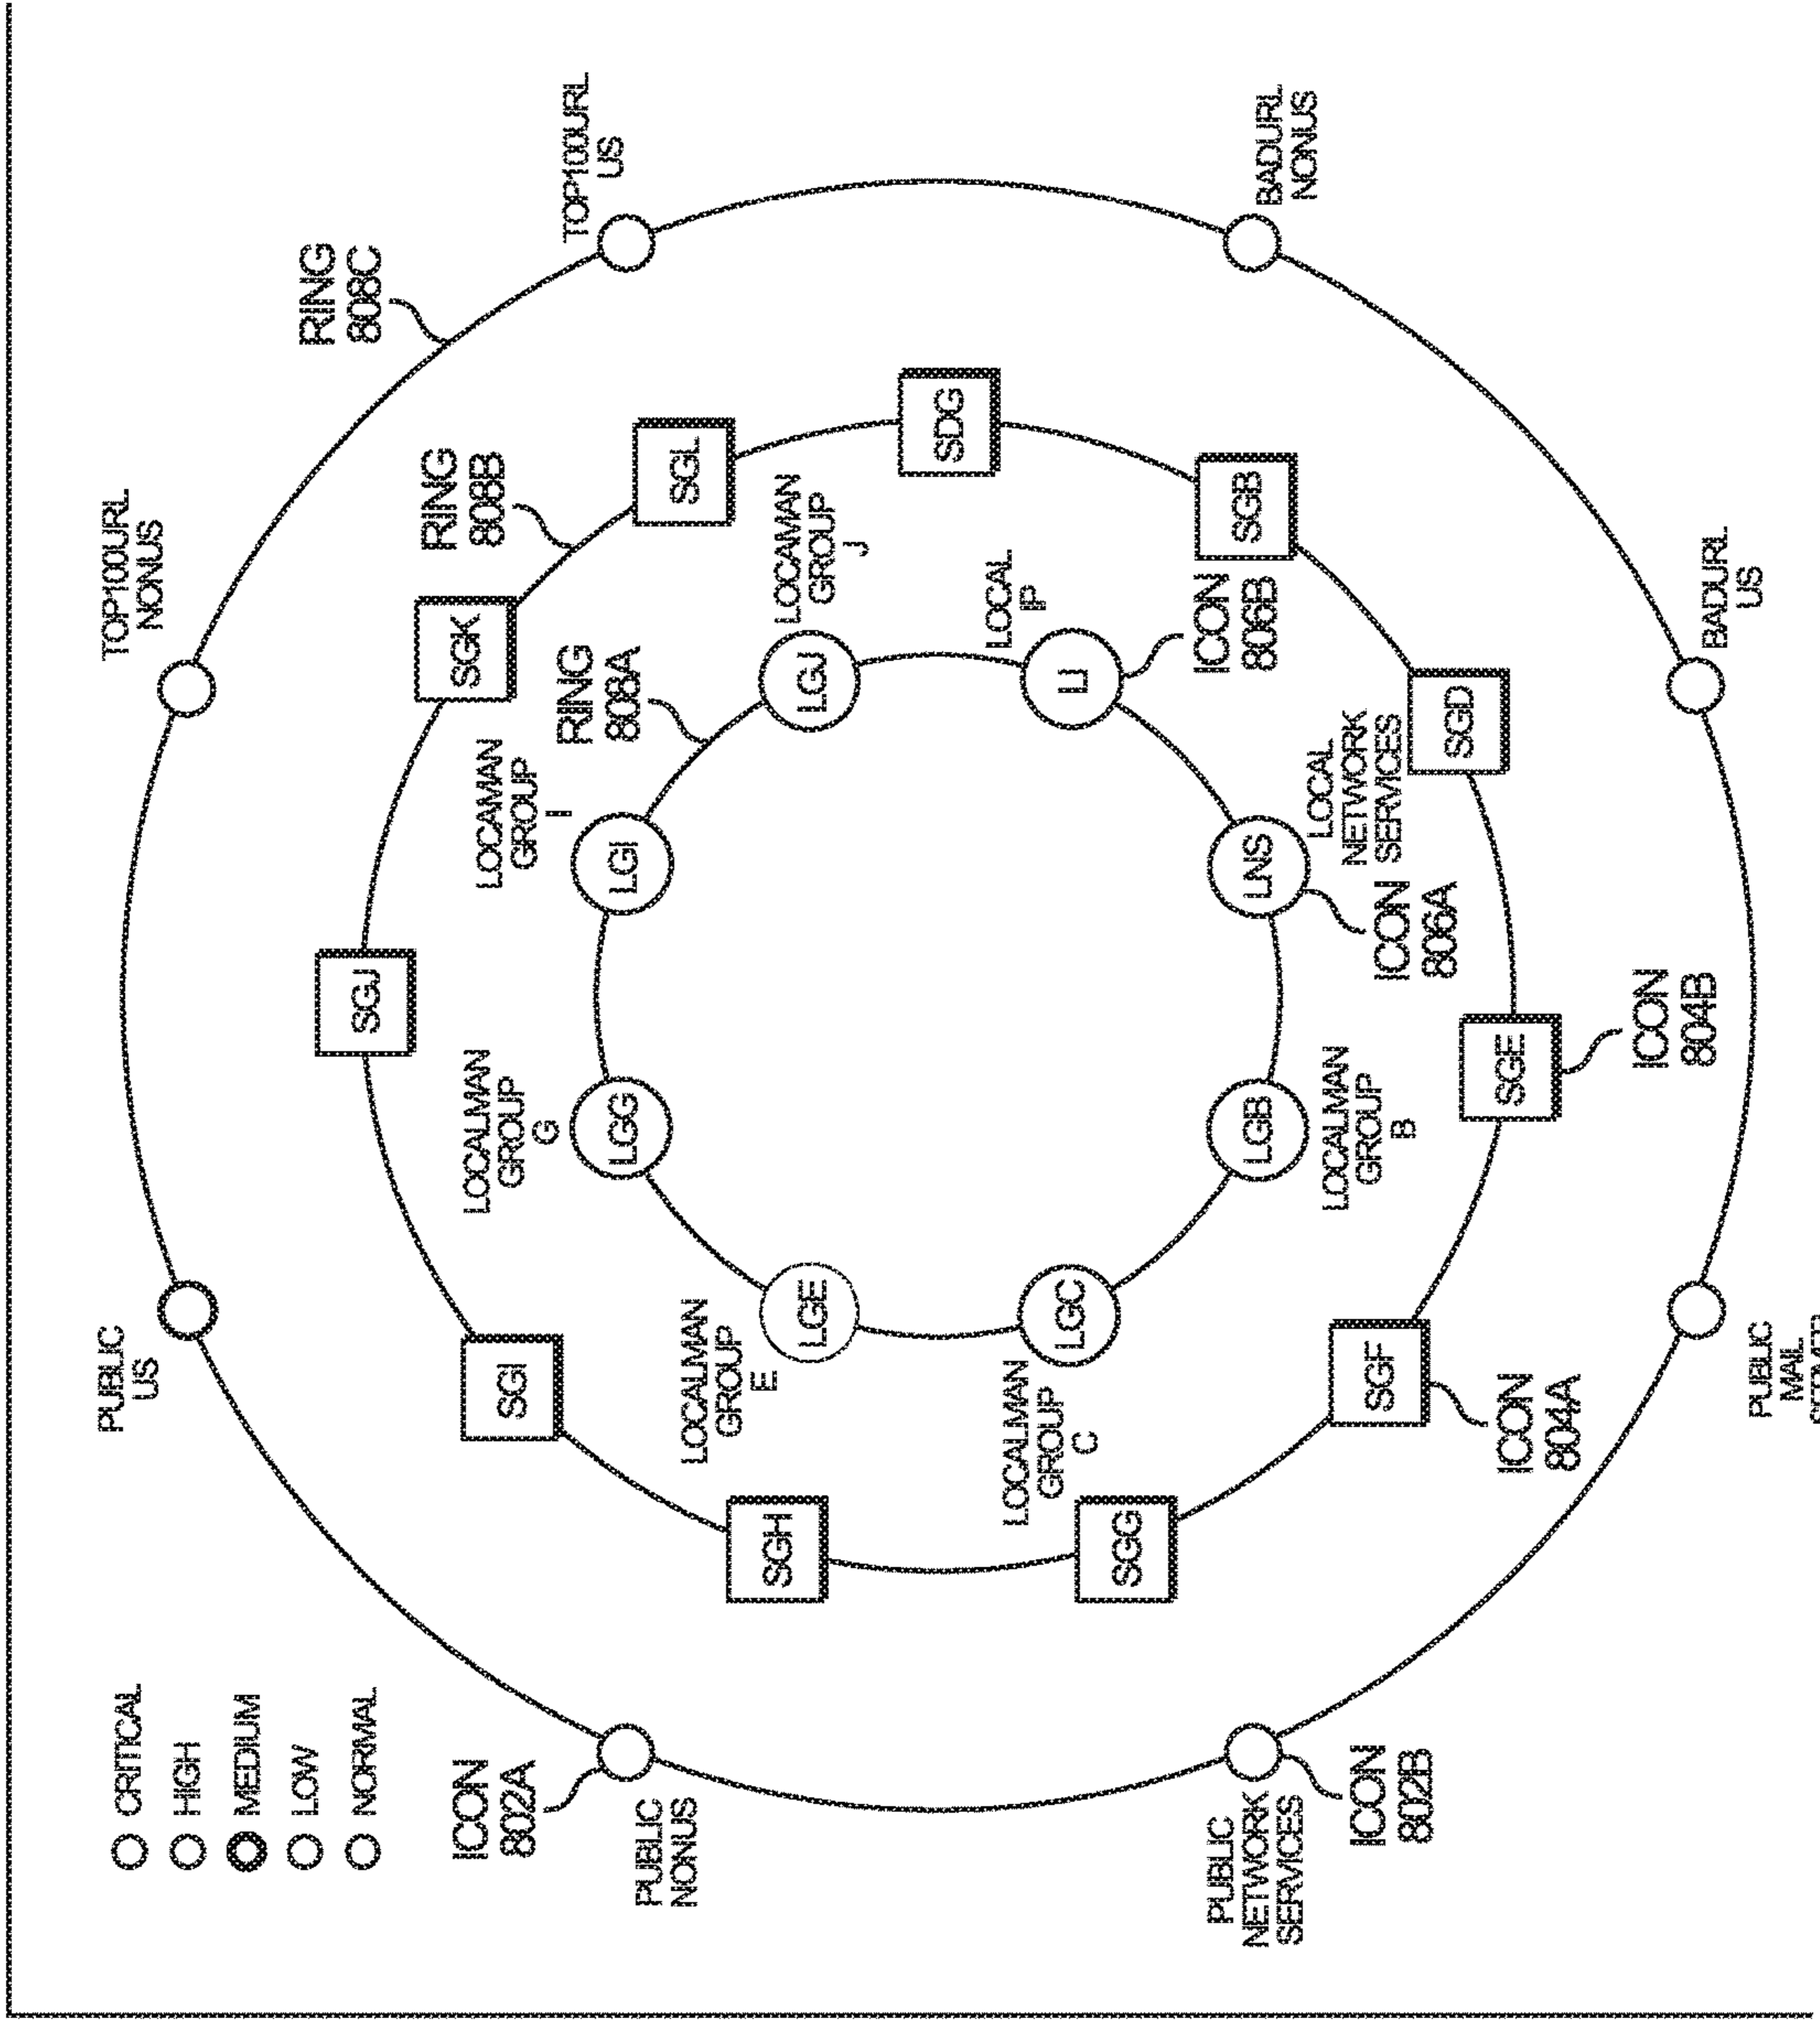 CRITICAL
HIGH
MEDIUM
LOW
NORMAL
ICON
802A
PUBLIC
NONUS
PUBLIC
US
TOP100URL
NONUS
RING
808C
TOP100URL
US
BADURL
NONUS
BADURL
US
PUBLIC
MAIL
PUBLIC
NETWORK
SERVICES
ICON
802B
SGH
SGI
SGJ
SGK
RING
808B
SGL
SDG
SGB
SGD
SGE
ICON
804B
SGF
ICON
804A
SGG
LOCALMAN
GROUP
E
LGE
LOCALMAN
GROUP
G
LGG
LOCAMAN
GROUP
I
LGI
RING
808A
LOCAMAN
GROUP
J
LGJ
LOCAL
IP
LI
ICON
806B
LNS
LOCAL
NETWORK
SERVICES
ICON
806A
LGB
LOCALMAN
GROUP
B
LGC
LOCALMAN
GROUP
C